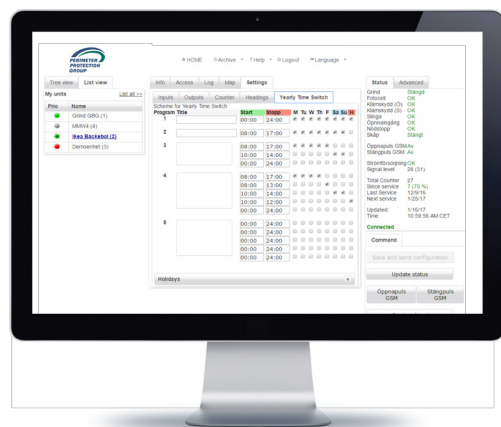 PERIMETER
PROTECTION
GROUP
HOME Archive Help Logout Language
Tree view List view
My units List all >>
Prio Name
Grind GBG (1)
MMW4 (4)
Ikea Bäckebol (2)
Demoenhet (3)
Info Access Log Map Settings
Inputs Outputs Counter Headings Yearly Time Switch
Scheme for Yearly Time Switch
Program Title Start Stopp M Tu W Th F Sa Su H
1 00:00 24:00
2 08:00 17:00
3 08:00 17:00
10:00 14:00
00:00 24:00
4 08:00 17:00
08:00 13:00
10:00 14:00
10:00 12:00
00:00 24:00
5 00:00 24:00
00:00 24:00
00:00 24:00
00:00 24:00
00:00 24:00
Holidays
Status Advanced
Grind Stängd
Fotocell OK
Klämskydd (Ö) OK
Klämskydd (S) OK
Slinga OK
Öppnaingång OK
Nödstopp OK
Skåp Stängt
Öppnapuls GSM Av
Stängpuls GSM Av
Strömförsörjning OK
Signal level 28 (31)
Total Counter 27
Since service 7 (70 %)
Last Service 12/9/16
Next service 1/25/17
Updated: 1/16/17
Time: 10:59:56 AM CET
Connected
Command
Save and send configuration
Update status
Öppnapuls GSM
Stängpuls GSM